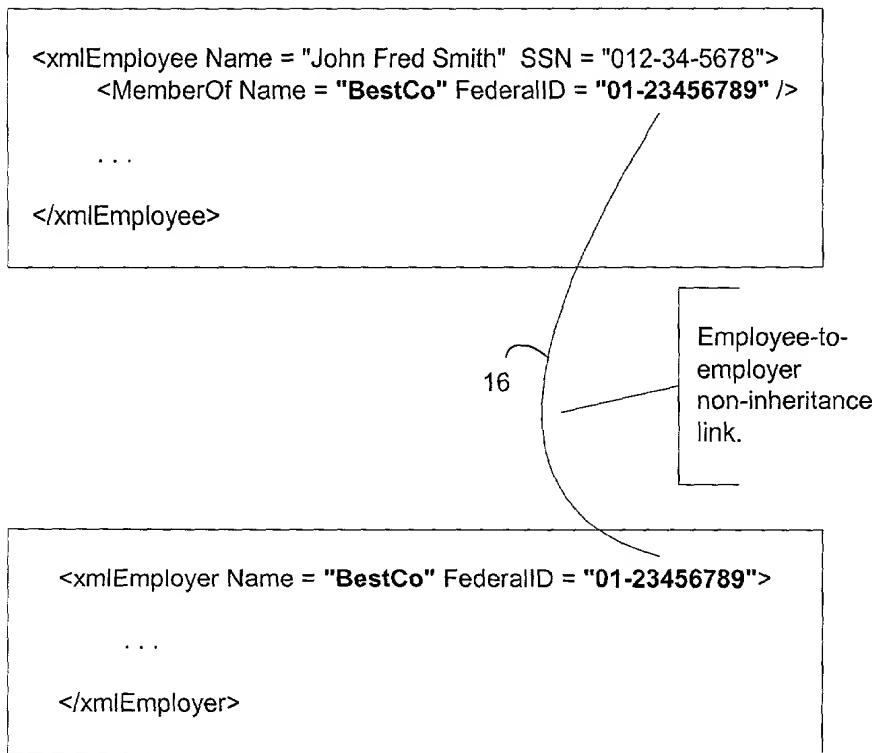 <xmlEmployee Name = "John Fred Smith"  SSN = "012-34-5678">
<MemberOf Name = "BestCo" FederalID = "01-23456789" />
. . .
</xmlEmployee>
16
Employee-to-
employer
non-inheritance
link.
<xmlEmployer Name = "BestCo" FederalID = "01-23456789">
. . .
</xmlEmployer>